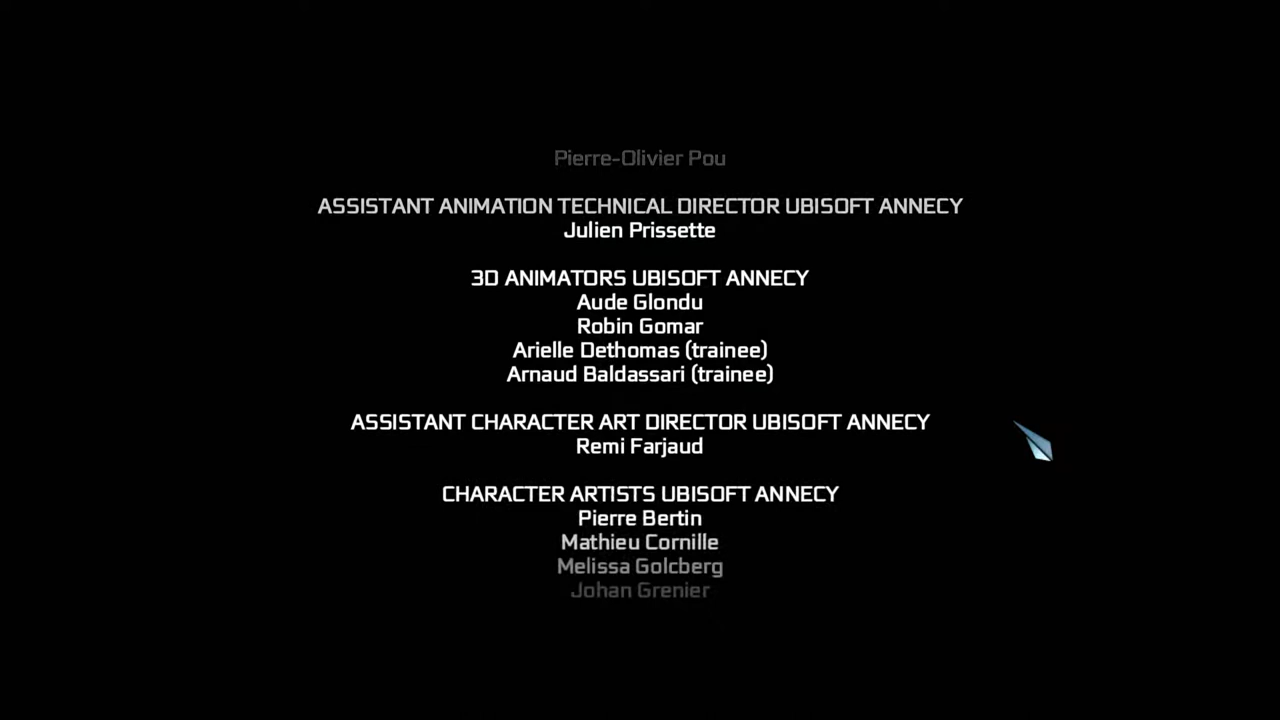 Pierre-Olivier Pou
ASSISTANT ANIMATION TECHNICAL DIRECTOR UBISOFT ANNECY
Julien Prissette
3D ANIMATORS UBISOFT ANNECY
Aude Glondu
Robin Gomar
Arielle Dethomas (trainee)
Arnaud Baldassari (trainee)
ASSISTANT CHARACTER ART DIRECTOR UBISOFT ANNECY
Remi Farjaud
CHARACTER ARTISTS UBISOFT ANNECY
Pierre Bertin
Mathieu Cornille
Melissa Golcberg
Johan Grenier